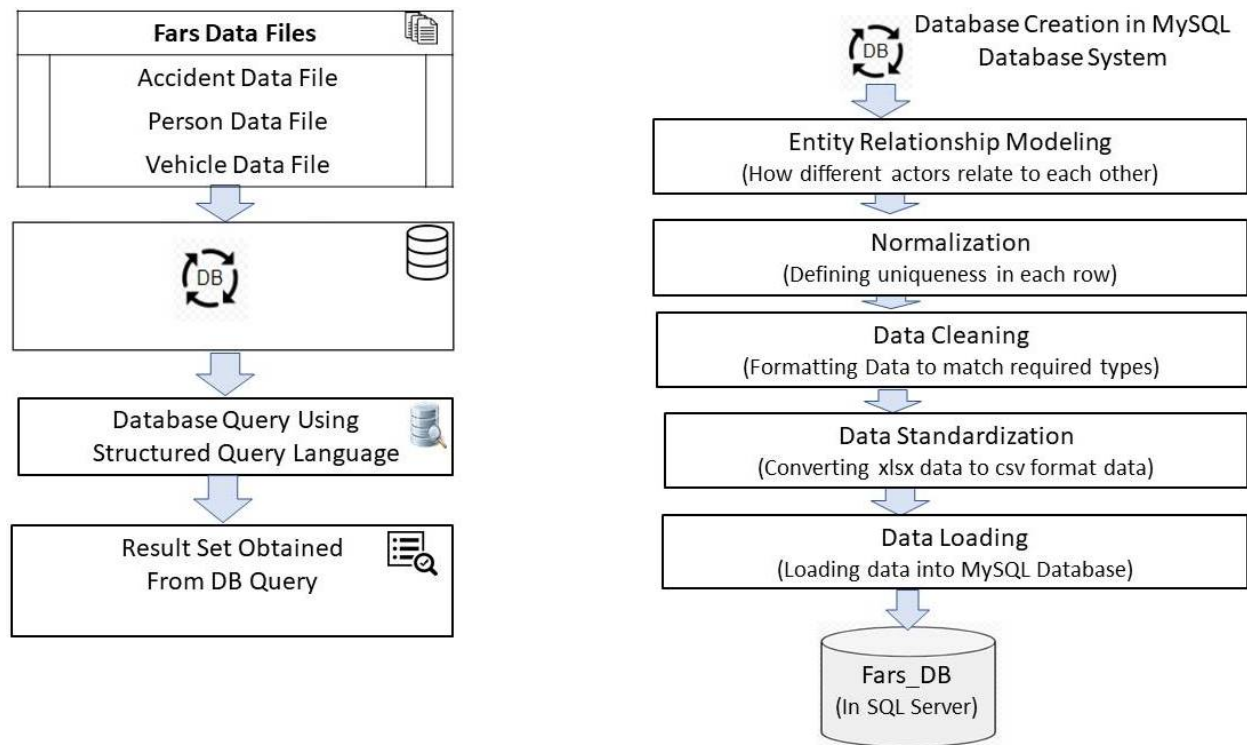 Fars Data Files
Accident Data File
Person Data File
Vehicle Data File
DB
Database Query Using
Structured Query Language
Result Set Obtained
From DB Query
DB
Database Creation in MySQL
Database System
Entity Relationship Modeling
(How different actors relate to each other)
Normalization
(Defining uniqueness in each row)
Data Cleaning
(Formatting Data to match required types)
Data Standardization
(Converting xlsx data to csv format data)
Data Loading
(Loading data into MySQL Database)
Fars_DB
(In SQL Server)